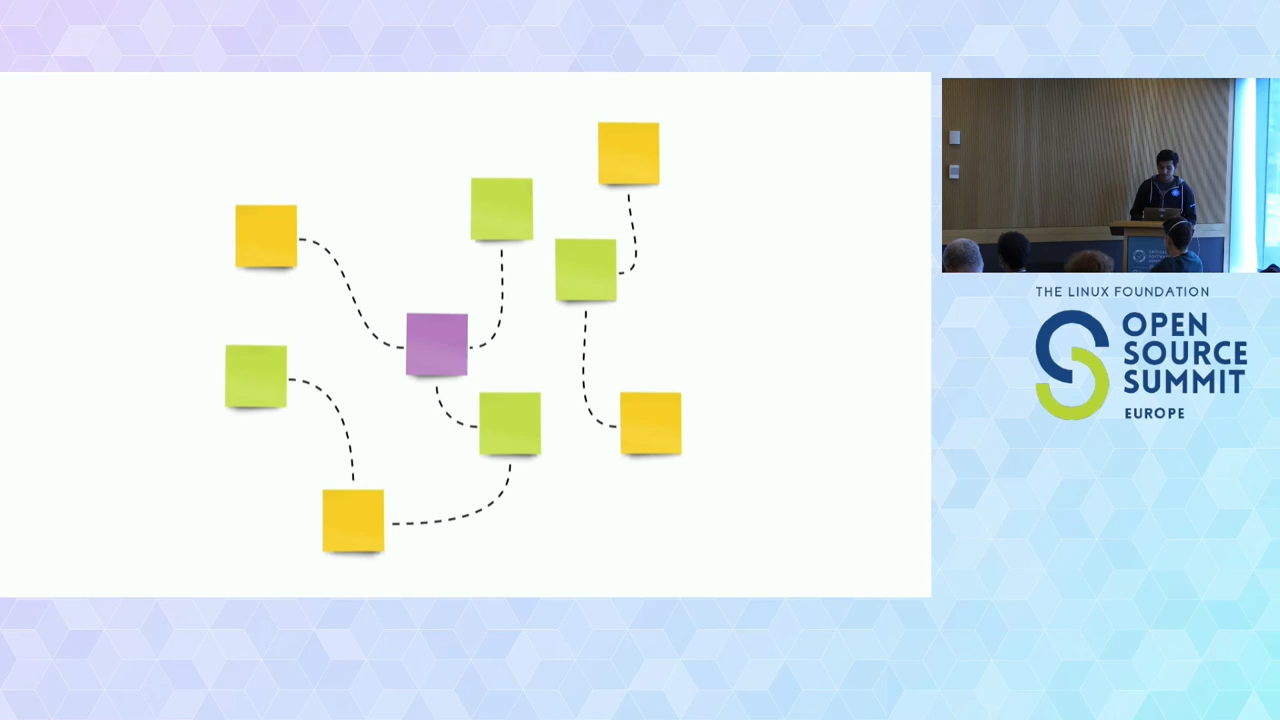 THE LINUX FOUNDATION
OPEN
SOURCE
SUMMIT
EUROPE